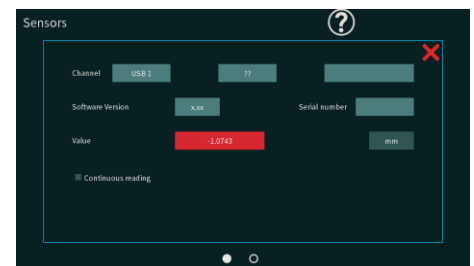 Sensors ?
Channel USB 1 ??
Software Version x.xx Serial number
Value -1.0743 mm
Continuous reading